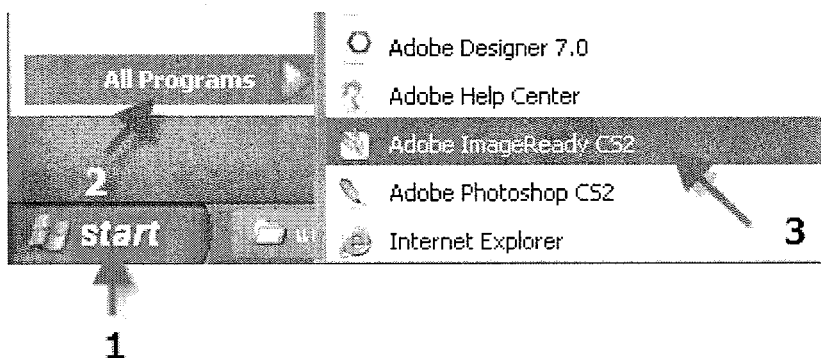 Adobe Designer 7.0
All Programs
Adobe Help Center
Adobe ImageReady CS2
2
Adobe Photoshop CS2
start
3
Internet Explorer
1